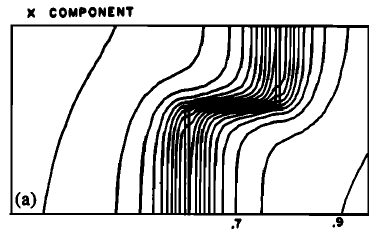 X COMPONENT
(a)
.7 .9